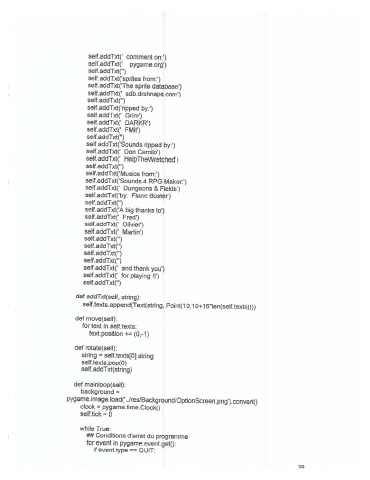 self.addTxt(' comment on:')
self.addTxt('  pygame.org')
self.addTxt('')
self.addTxt('sprites from:')
self.addTxt('The sprite database')
self.addTxt(' sdb.drshnaps.com')
self.addTxt('')
self.addTxt('ripped by:')
self.addTxt(' Grim')
self.addTxt(' DARKR')
self.addTxt(' FMii')
self.addTxt('')
self.addTxt('Sounds ripped by:')
self.addTxt(' Don Camilo')
self.addTxt(' HelpTheWretched')
self.addTxt('')
self.addTxt('Musics from:')
self.addTxt('Sounds 4 RPG Maker:')
self.addTxt(' Dungeons & Fields')
self.addTxt('by: Flane Boster')
self.addTxt('')
self.addTxt('A big thanks to')
self.addTxt(' Fred')
self.addTxt(' Olivier')
self.addTxt(' Martin')
self.addTxt('')
self.addTxt('')
self.addTxt('')
self.addTxt('')
self.addTxt(' and thank you')
self.addTxt(' for playing !!')
self.addTxt('')
def addTxt(self, string):
self.texts.append(Text(string, Point(10,10+16*len(self.texts))))
def move(self):
for text in self.texts:
text.position += (0,-1)
def rotate(self):
string = self.texts[0].string
self.texts.pop(0)
self.addTxt(string)
def mainloop(self):
background =
pygame.image.load('../res/Background/OptionScreen.png').convert()
clock = pygame.time.Clock()
self.tick = 0
while True:
## Conditions d'arret du programme
for event in pygame.event.get():
if event.type == QUIT: